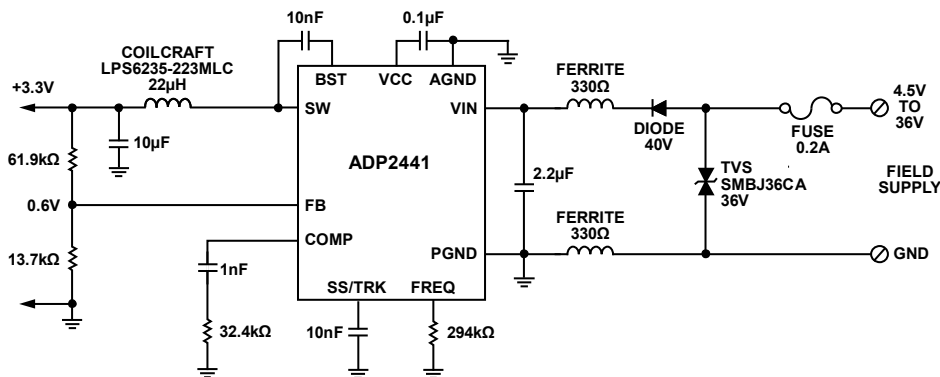 10nF
0.1µF
COILCRAFT
LPS6235-223MLC
22µH
BST
VCC
AGND
FERRITE
330Ω
4.5V
TO
36V
+3.3V
SW
VIN
DIODE
40V
FUSE
0.2A
10µF
61.9kΩ
ADP2441
TVS
SMBJ36CA
36V
FIELD
SUPPLY
2.2µF
0.6V
FB
FERRITE
330Ω
COMP
PGND
GND
13.7kΩ
1nF
SS/TRK
FREQ
32.4kΩ
10nF
294kΩ